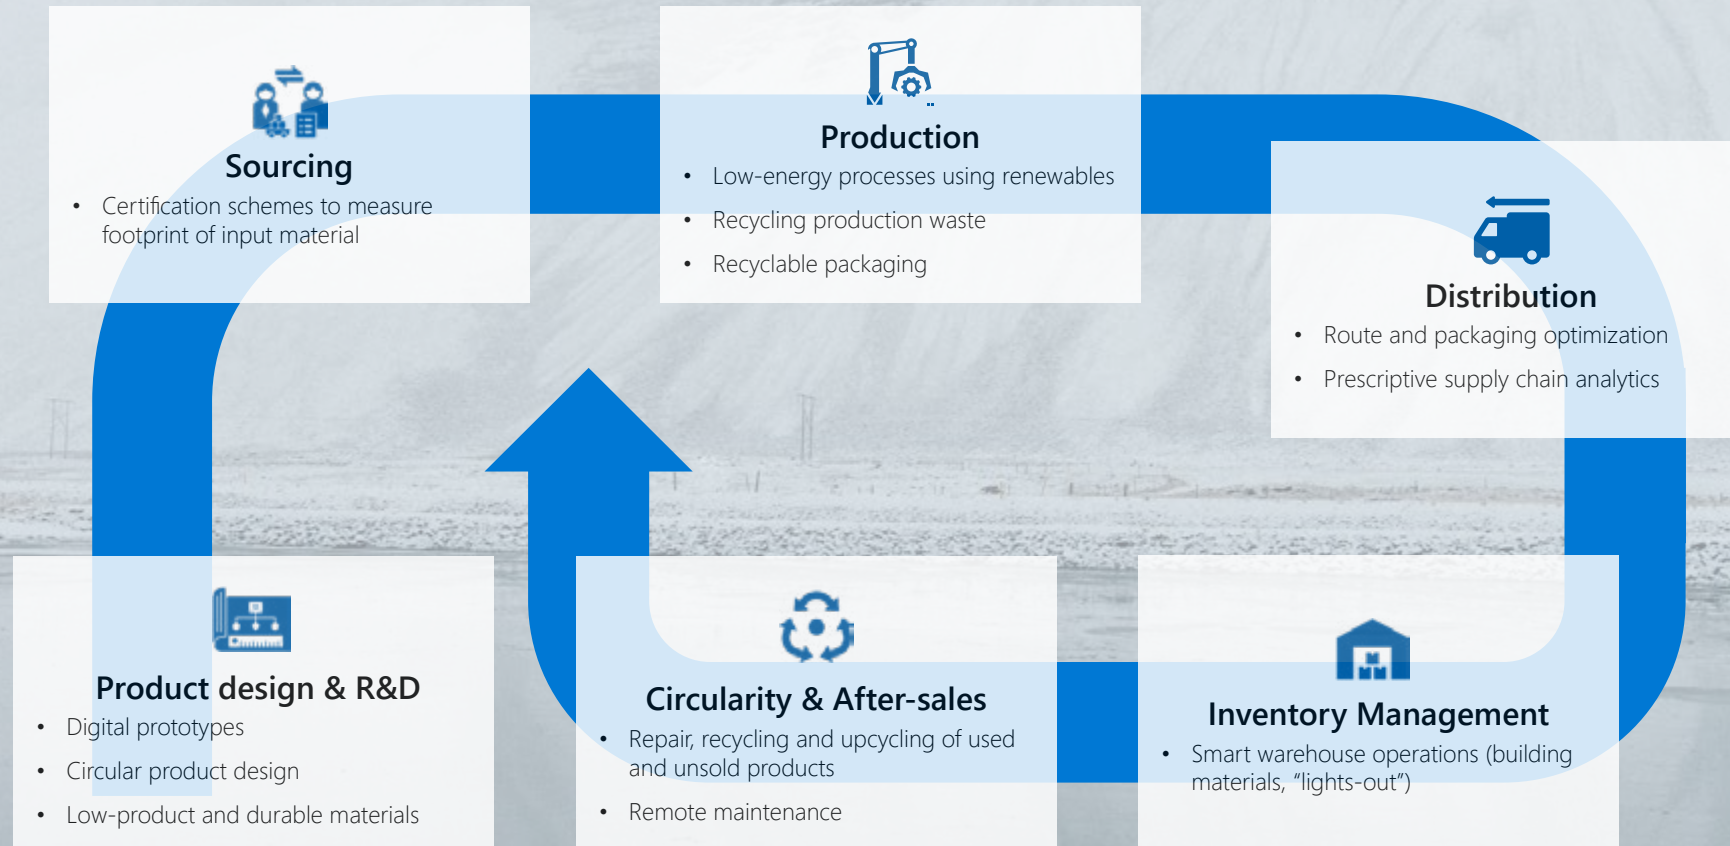 Sourcing
• Certification schemes to measure
footprint of input material
Production
• Low-energy processes using renewables
• Recycling production waste
• Recyclable packaging
Distribution
• Route and packaging optimization
• Prescriptive supply chain analytics
Product design & R&D
• Digital prototypes
• Circular product design
• Low-product and durable materials
Circularity & After-sales
• Repair, recycling and upcycling of used
and unsold products
• Remote maintenance
Inventory Management
• Smart warehouse operations (building
materials, “lights-out”)